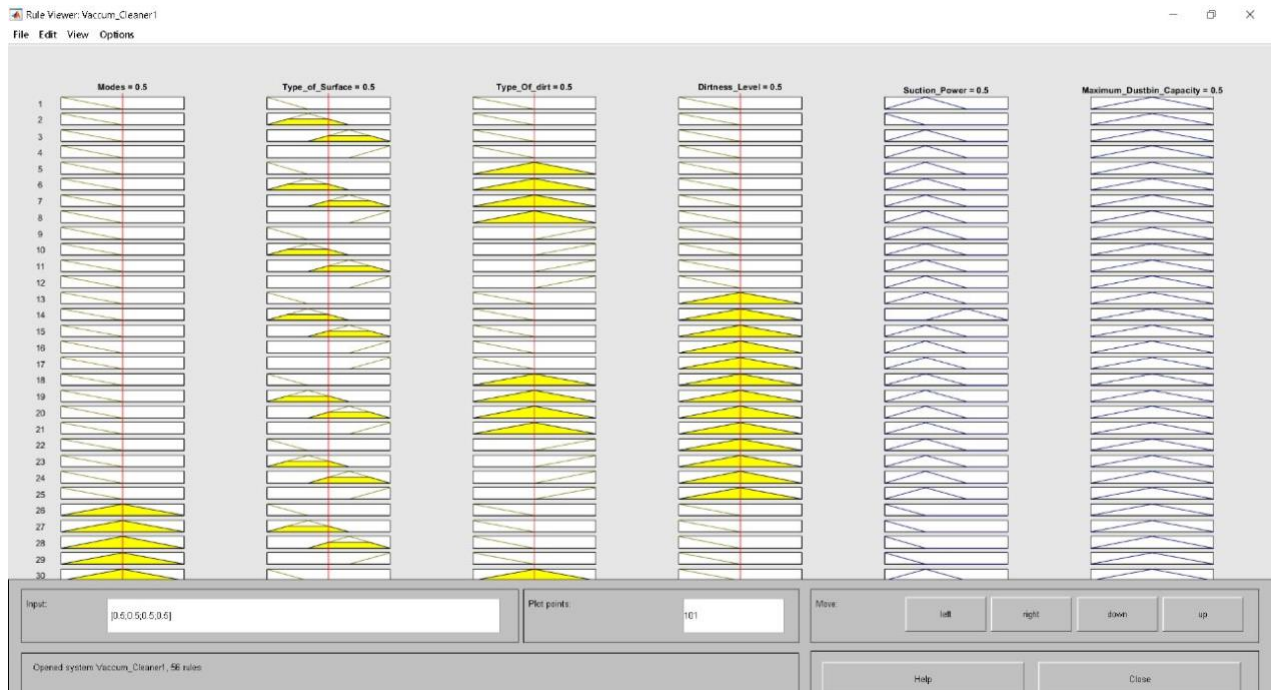 Rule Viewer: Vaccum_Cleaner1
File Edit View Options
Modes = 0.5
Type_of_Surface = 0.5
Type_Of_dirt = 0.5
Dirtness_Level = 0.5
Suction_Power = 0.5
Maximum_Dustbin_Capacity = 0.5
1
2
3
4
5
6
7
8
9
10
11
12
13
14
15
16
17
18
19
20
21
22
23
24
25
26
27
28
29
30
Input:
[0.5;0.5;0.5;0.5]
Plot points:
101
Move:
left
right
down
up
Opened system Vaccum_Cleaner1, 56 rules
Help
Close